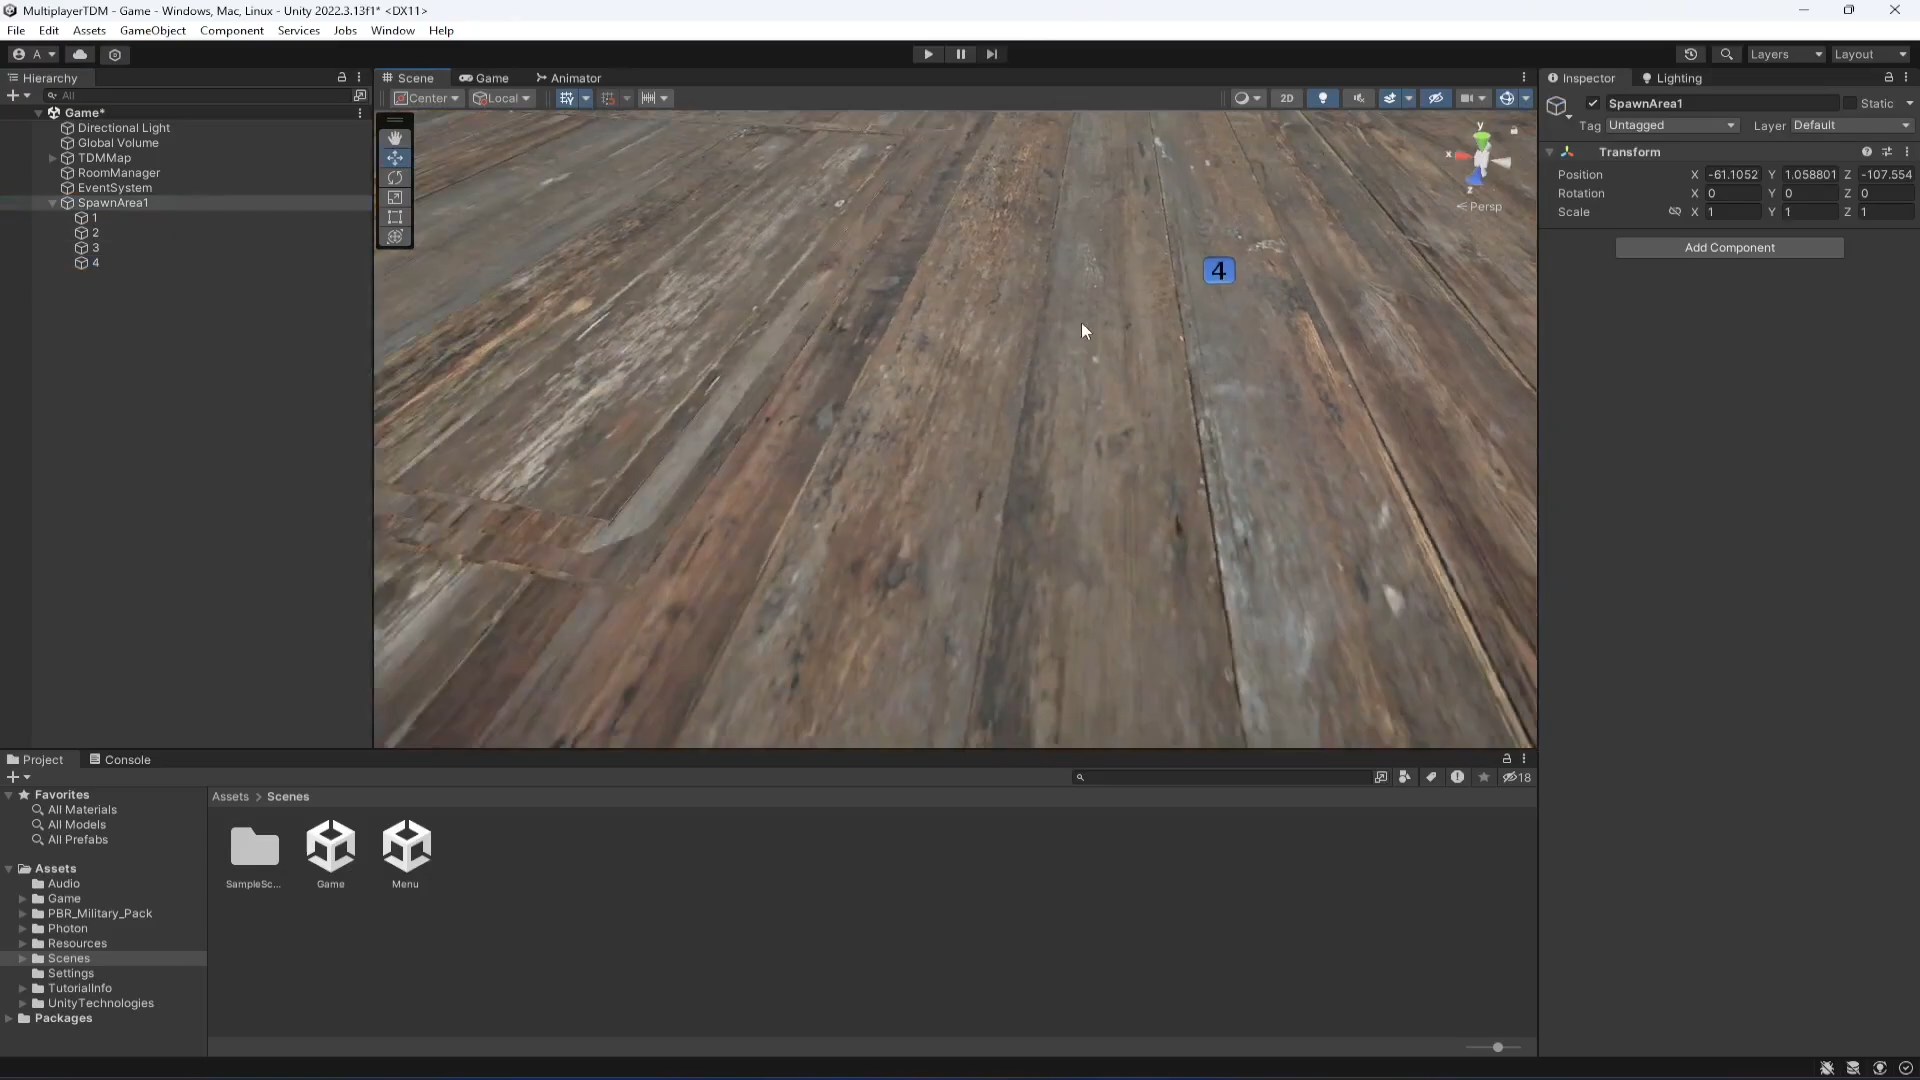 MultiplayerTDM - Game - Windows, Mac, Linux - Unity 2022.3.13f1* <DX11>
File Edit Assets GameObject Component Services Jobs Window Help
A Layers Layout
Hierarchy Scene Game Animator Inspector Lighting
All Center Local 2D SpawnArea1 Static
Tag Untagged Layer Default
Game*
Directional Light
Global Volume
TDMMap
RoomManager
EventSystem
SpawnArea1
1
2
3
4
y
x
z
Persp
4
Transform
Position X -61.1052 Y 1.058801 Z -107.554
Rotation X 0 Y 0 Z 0
Scale X 1 Y 1 Z 1
Add Component
Project Console
18
Favorites
All Materials
All Models
All Prefabs
Assets
Audio
Game
PBR_Military_Pack
Photon
Resources
Scenes
Settings
TutorialInfo
UnityTechnologies
Packages
Assets > Scenes
SampleSc... Game Menu